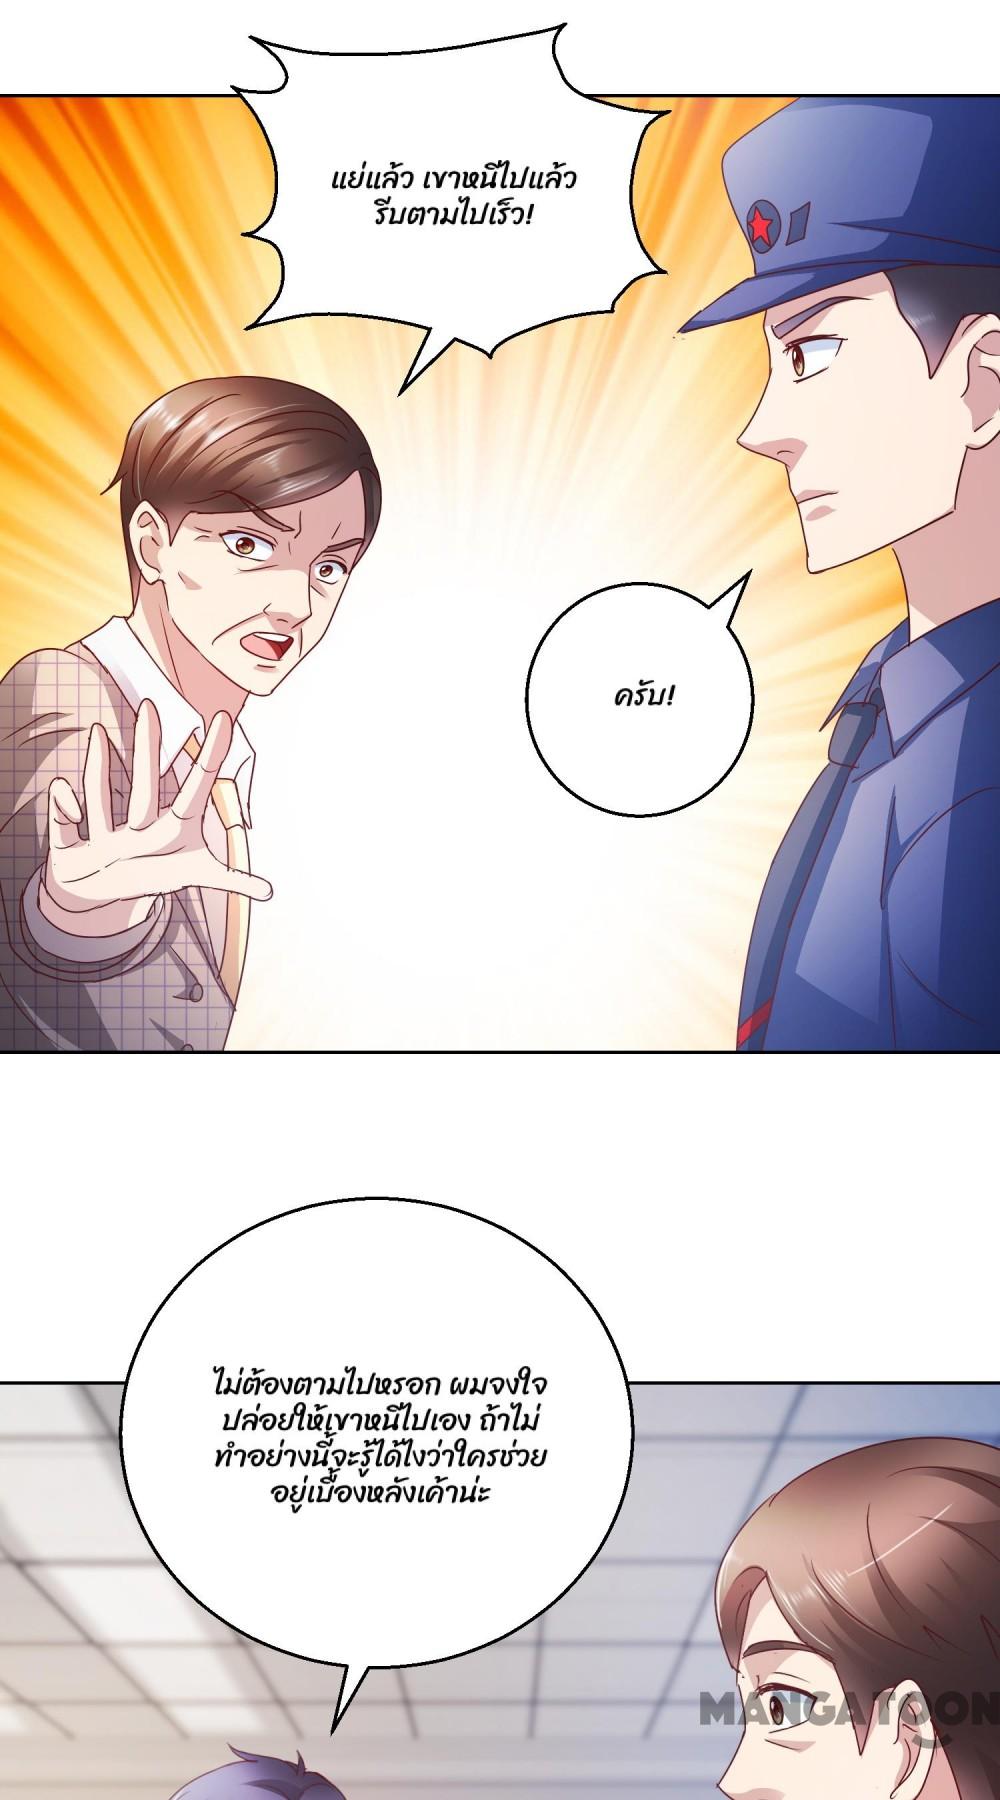 แย่แล้ว เขาหนีไปแล้ว
รีบตามไปเร็ว!
ครับ!
ไม่ต้องตามไปหรอก ผมจงใจ
ปล่อยให้เขาหนีไปเอง ถ้าไม่
ทำอย่างนี้จะรู้ได้ไงว่าใครช่วย
อยู่เบื้องหลังเค้าน่ะ
MANGATOON